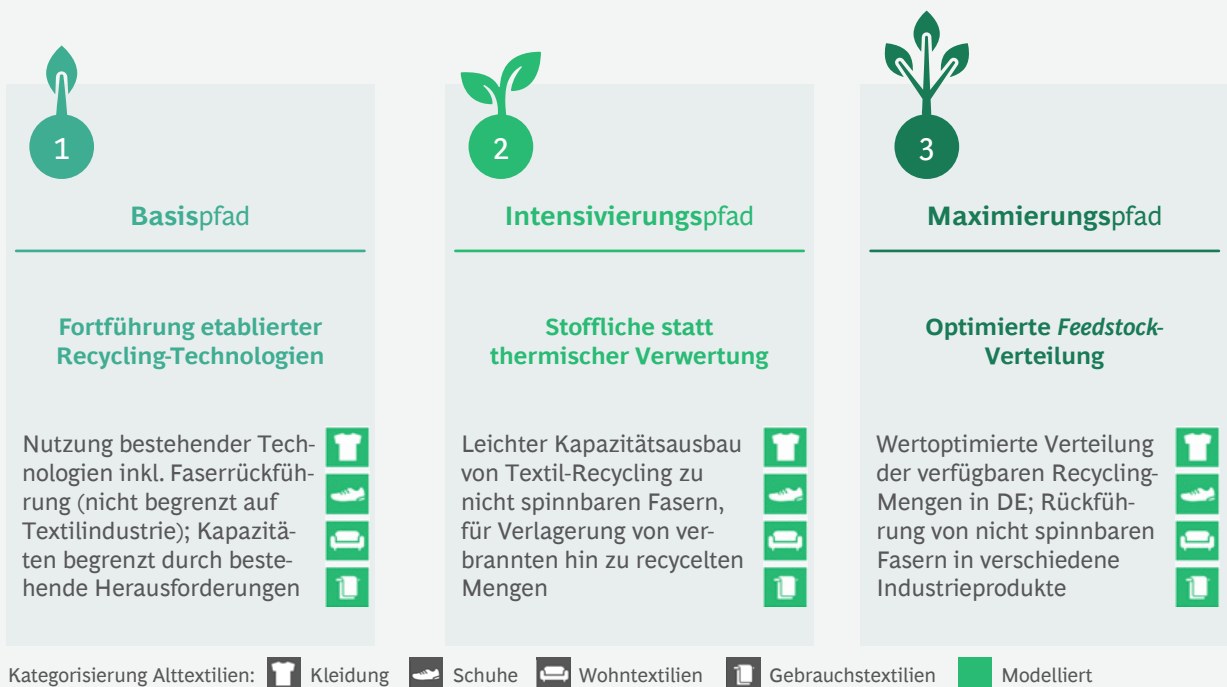 1
Basispfad
Fortführung etablierter
Recycling-Technologien
Nutzung bestehender Tech-
nologien inkl. Faserrückfüh-
rung (nicht begrenzt auf
Textilindustrie); Kapazitä-
ten begrenzt durch beste-
hende Herausforderungen
2
Intensivierungspfad
Stoffliche statt
thermischer Verwertung
Leichter Kapazitätsausbau
von Textil-Recycling zu
nicht spinnbaren Fasern,
für Verlagerung von ver-
brannten hin zu recycelten
Mengen
3
Maximierungspfad
Optimierte Feedstock-
Verteilung
Wertoptimierte Verteilung
der verfügbaren Recycling-
Mengen in DE; Rückfüh-
rung von nicht spinnbaren
Fasern in verschiedene
Industrieprodukte
Kategorisierung Alttextilien: Kleidung Schuhe Wohntextilien Gebrauchstextilien Modelliert